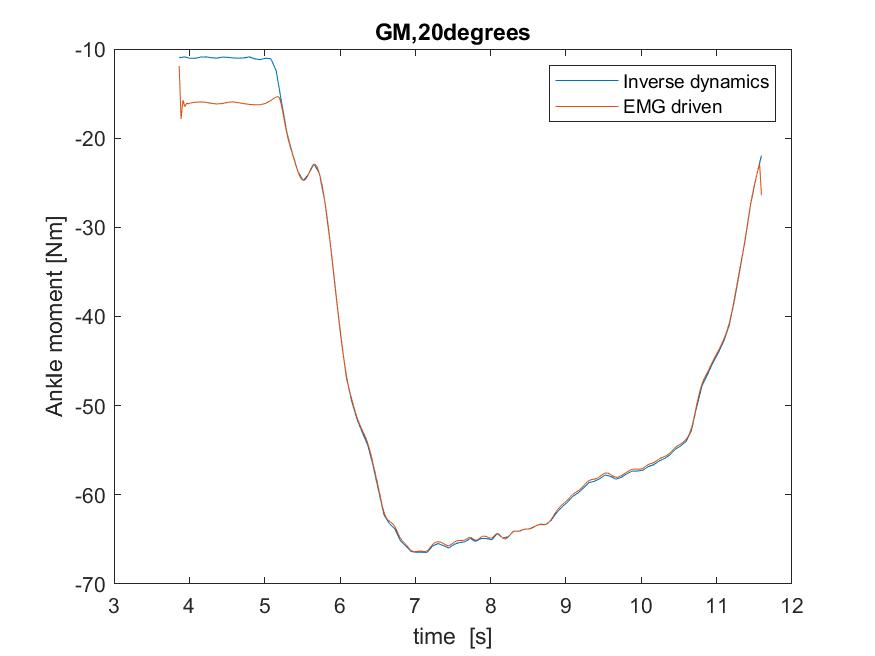 GM,20degrees
Inverse dynamics
EMG driven
Ankle moment [Nm]
-10
-20
-30
-40
-50
-60
-70
3 4 5 6 7 8 9 10 11 12
time [s]